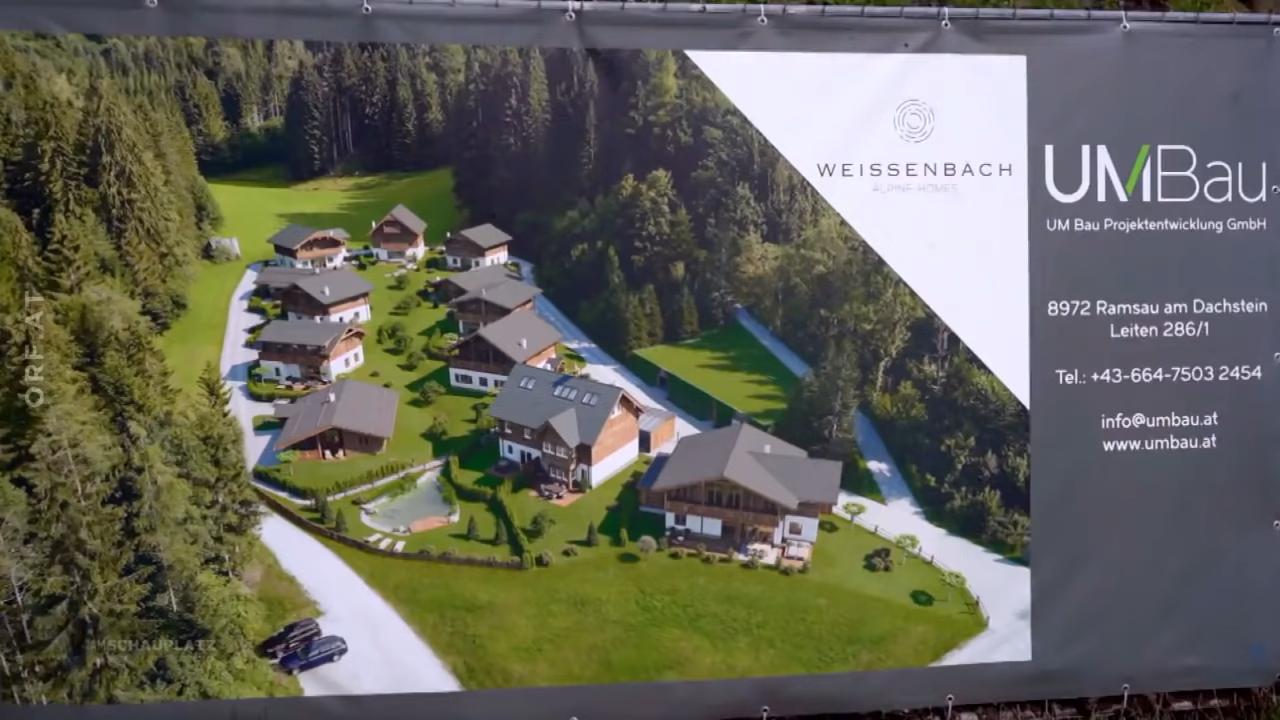 WEISSENBACH
ALPINE HOMES
UMBau
UM Bau Projektentwicklung GmbH
8972 Ramsau am Dachstein
Leiten 286/1
Tel.: +43-664-7503 2454
info@umbau.at
www.umbau.at
ORF.AT
AM SCHAUPLATZ